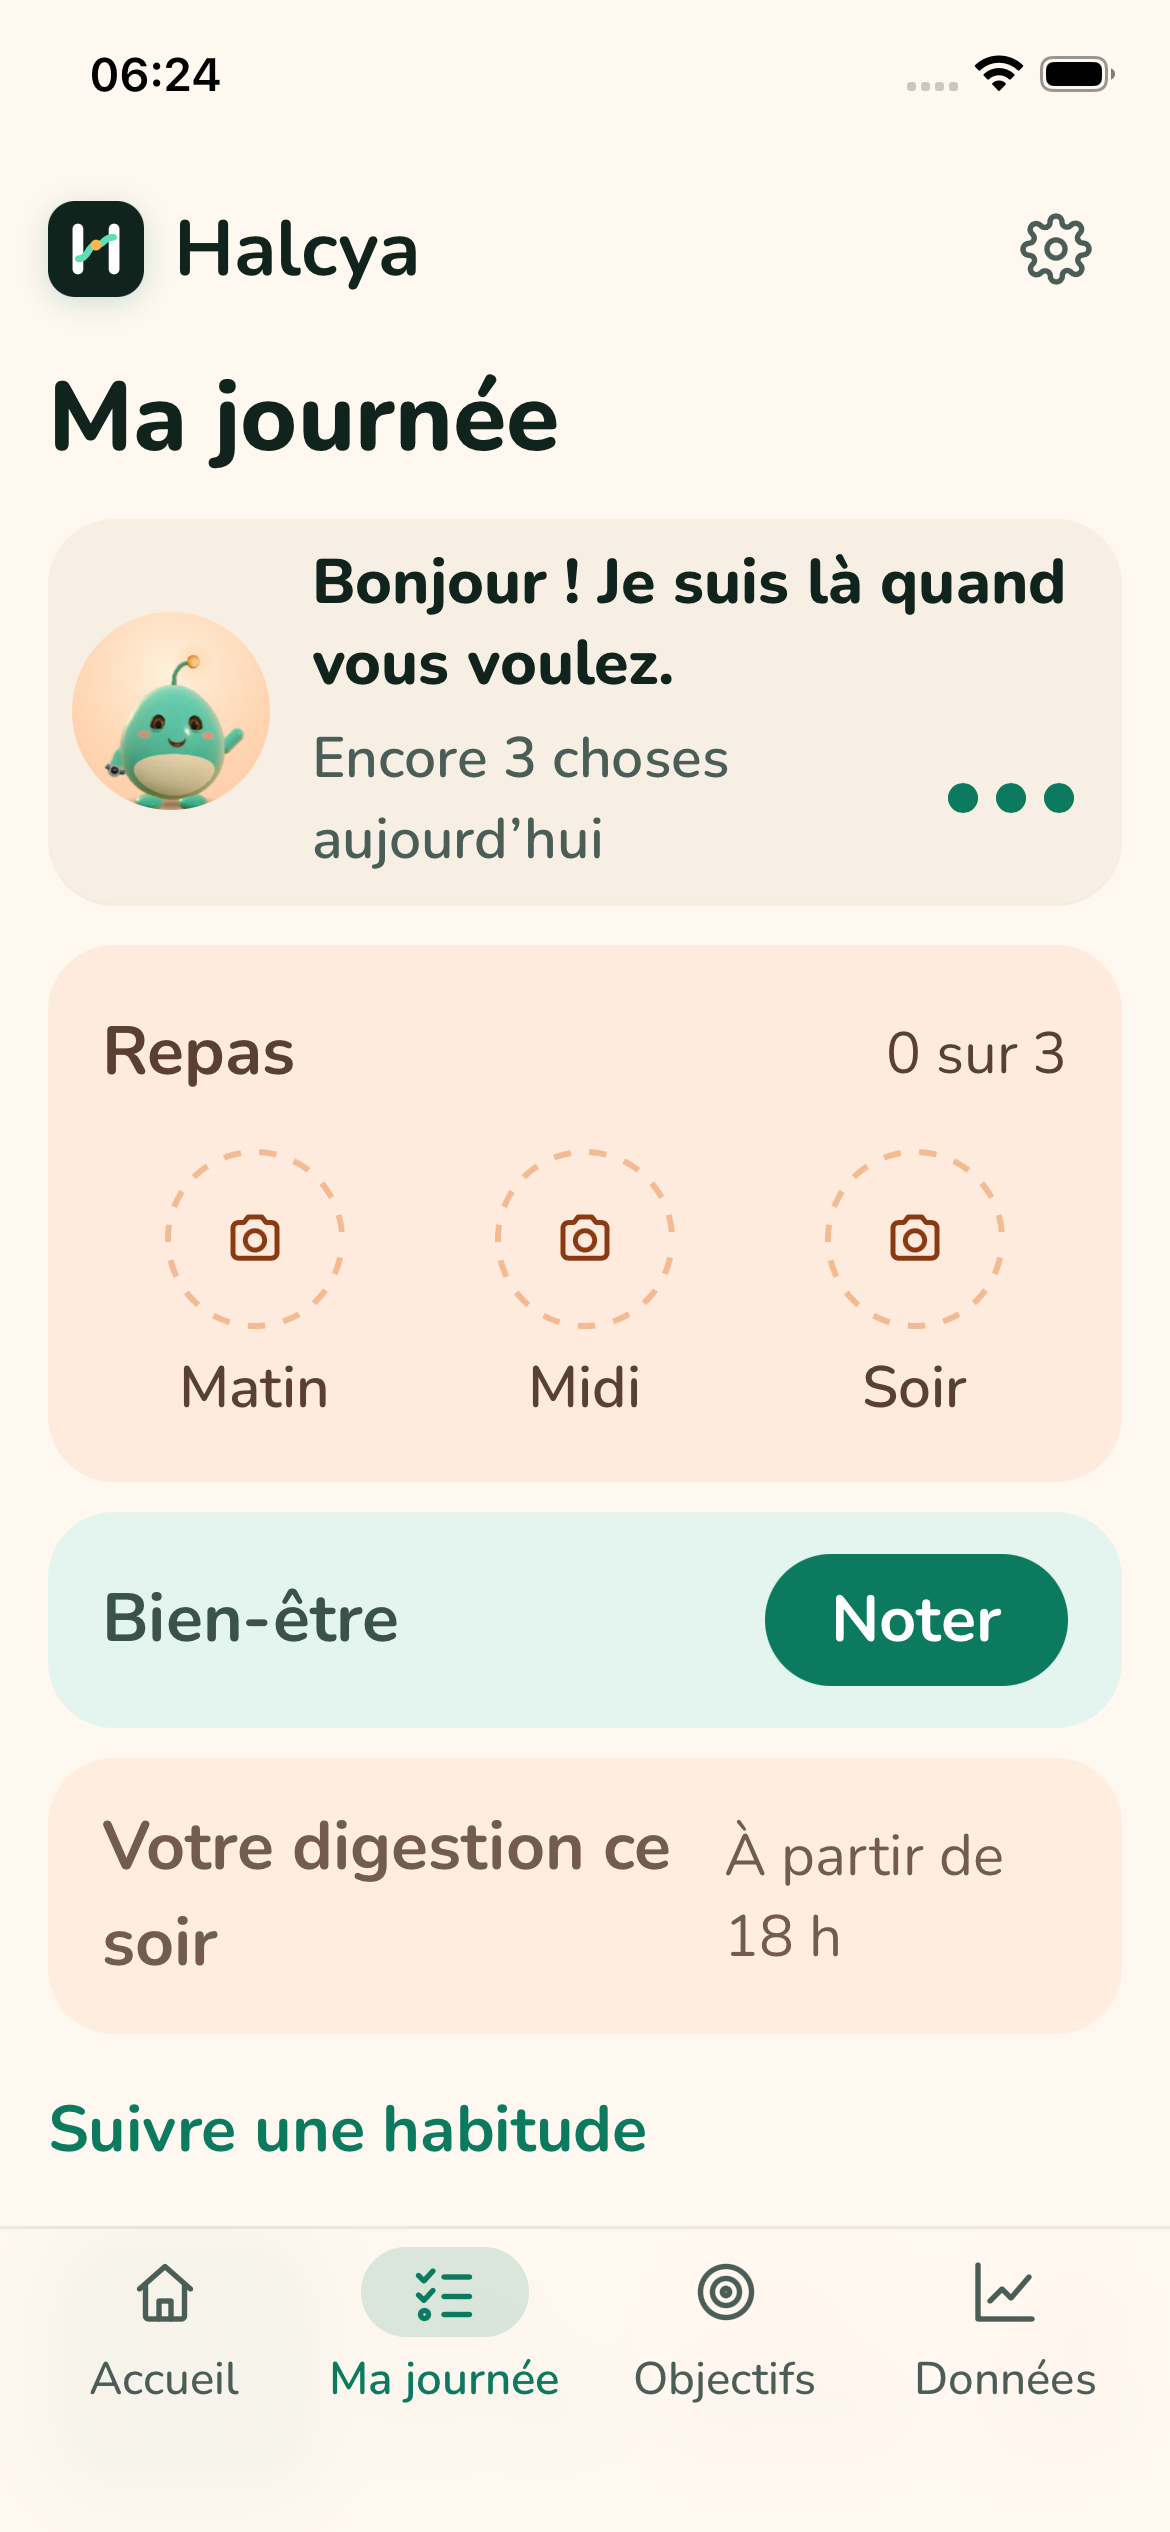 06:24
Halcya
Ma journée
Bonjour ! Je suis là quand
vous voulez.
Encore 3 choses
aujourd’hui
Repas
0 sur 3
Matin
Midi
Soir
Bien-être
Noter
Votre digestion ce
soir
À partir de
18 h
Suivre une habitude
Accueil
Ma journée
Objectifs
Données